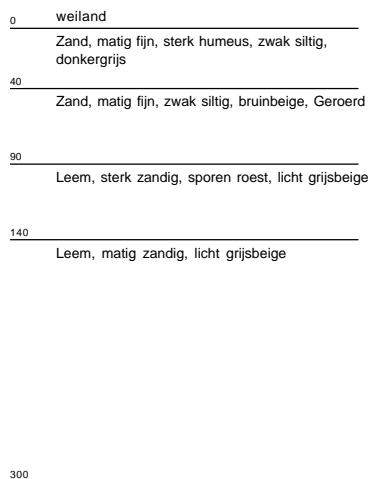 0 weiland
Zand, matig fijn, sterk humeus, zwak siltig,
donkergrijs
40
Zand, matig fijn, zwak siltig, bruinbeige, Geroerd
90
Leem, sterk zandig, sporen roest, licht grijsbeige
140
Leem, matig zandig, licht grijsbeige
300